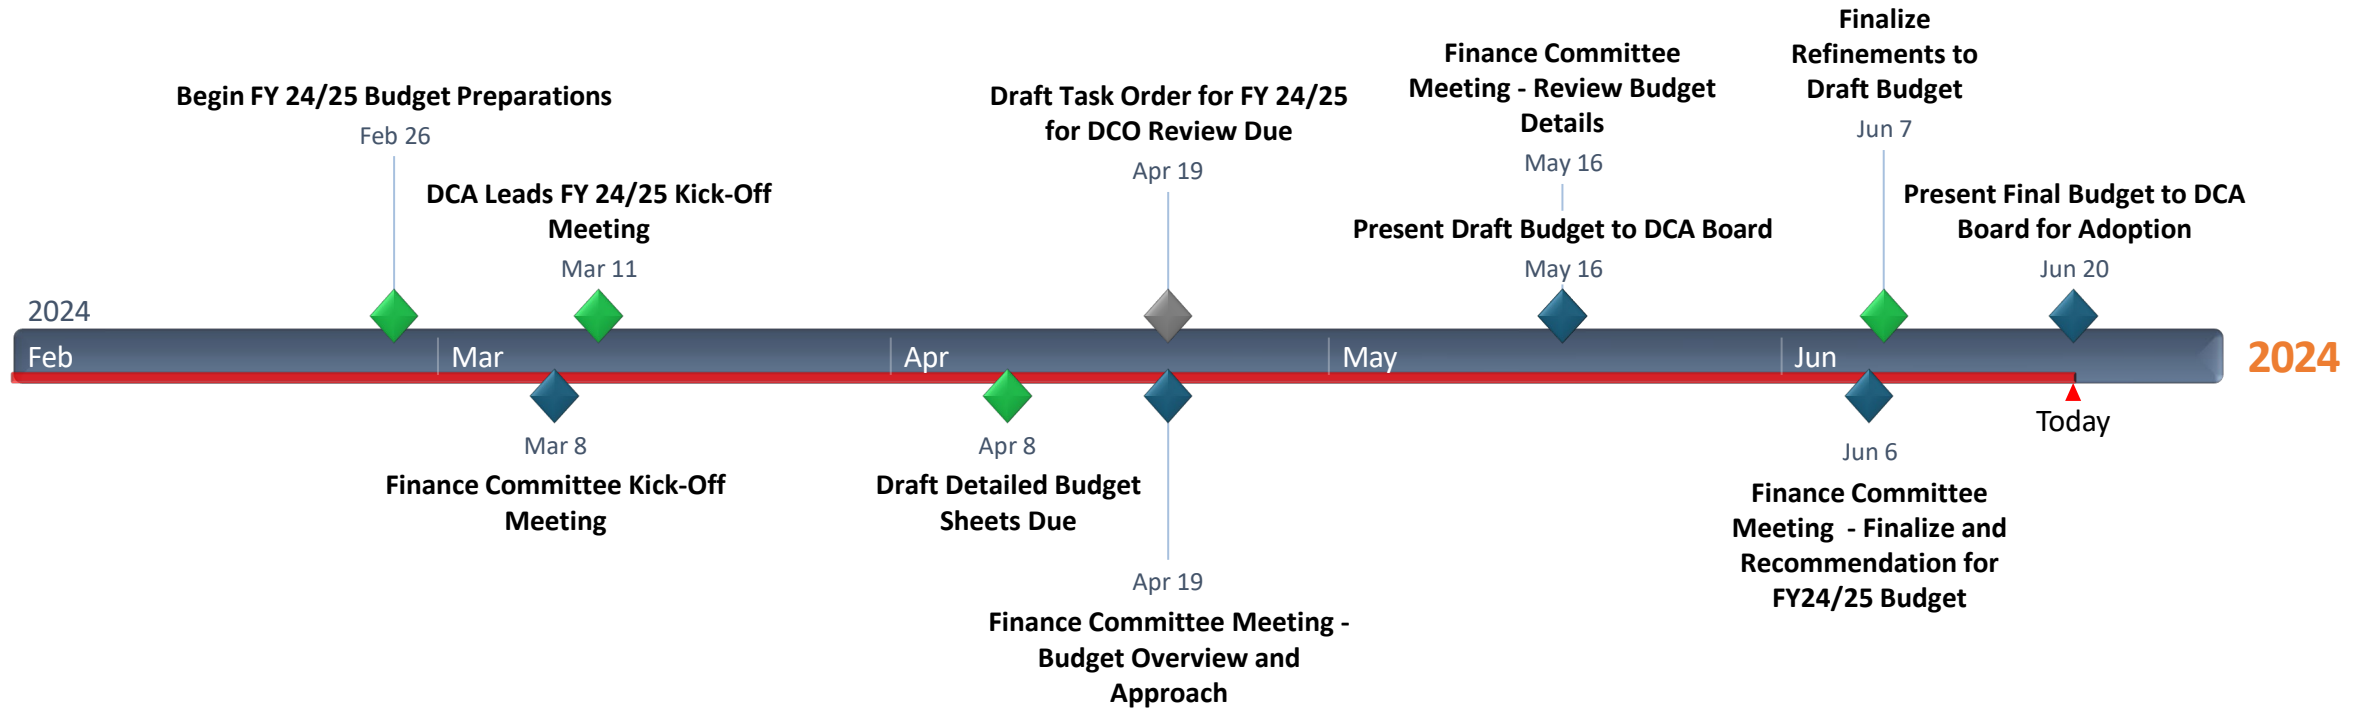 Begin FY 24/25 Budget Preparations
Feb 26
DCA Leads FY 24/25 Kick-Off
Meeting
Mar 11
Draft Task Order for FY 24/25
for DCO Review Due
Apr 19
Finance Committee
Meeting - Review Budget
Details
May 16
Present Draft Budget to DCA Board
May 16
Finalize
Refinements to
Draft Budget
Jun 7
Present Final Budget to DCA
Board for Adoption
Jun 20
2024
Feb
Mar
Apr
May
Jun
2024
Today
Mar 8
Finance Committee Kick-Off
Meeting
Apr 8
Draft Detailed Budget
Sheets Due
Apr 19
Finance Committee Meeting -
Budget Overview and
Approach
Jun 6
Finance Committee
Meeting  - Finalize and
Recommendation for
FY24/25 Budget